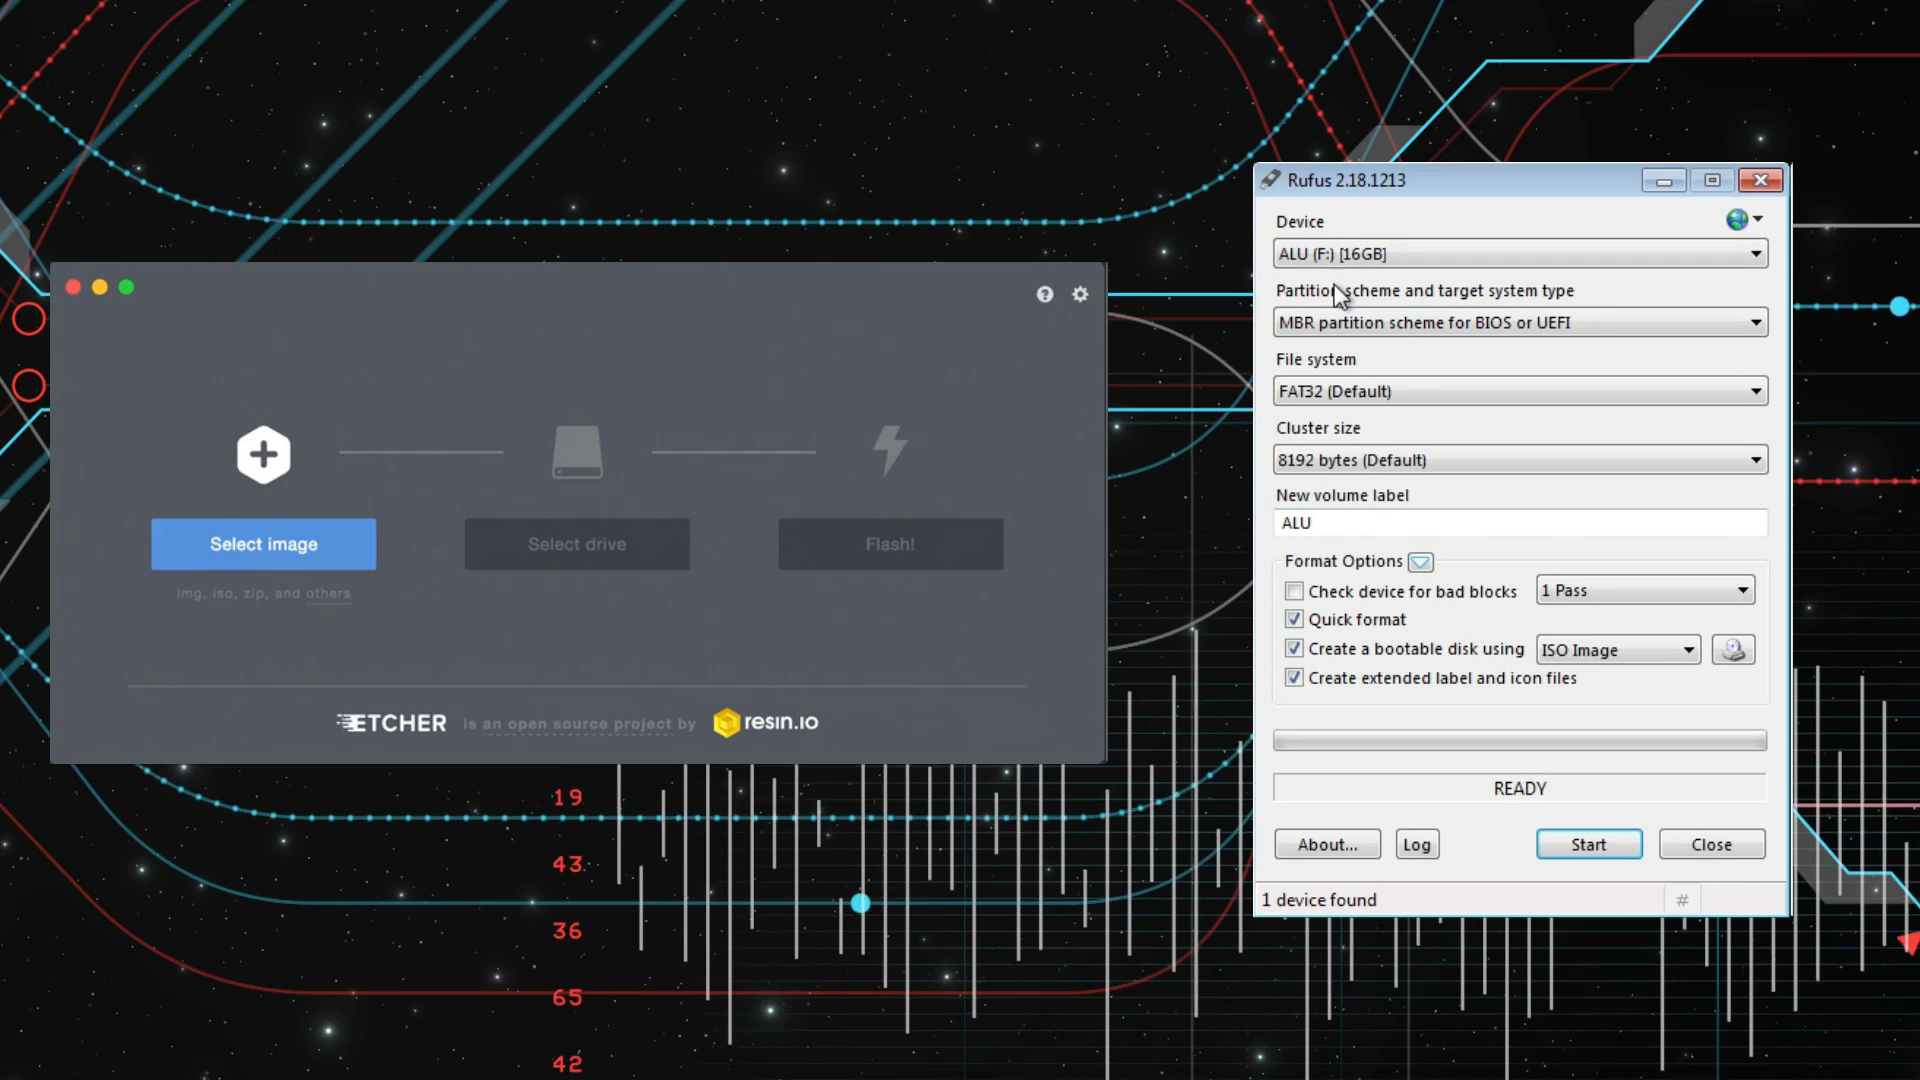 Select image
Select drive
Flash!
img, iso, zip, and others
ETCHER is an open source project by resin.io
19
43
36
65
42
Rufus 2.18.1213
Device
ALU (F:) [16GB]
Partition scheme and target system type
MBR partition scheme for BIOS or UEFI
File system
FAT32 (Default)
Cluster size
8192 bytes (Default)
New volume label
ALU
Format Options
Check device for bad blocks 1 Pass
Quick format
Create a bootable disk using ISO Image
Create extended label and icon files
READY
About... Log Start Close
1 device found #